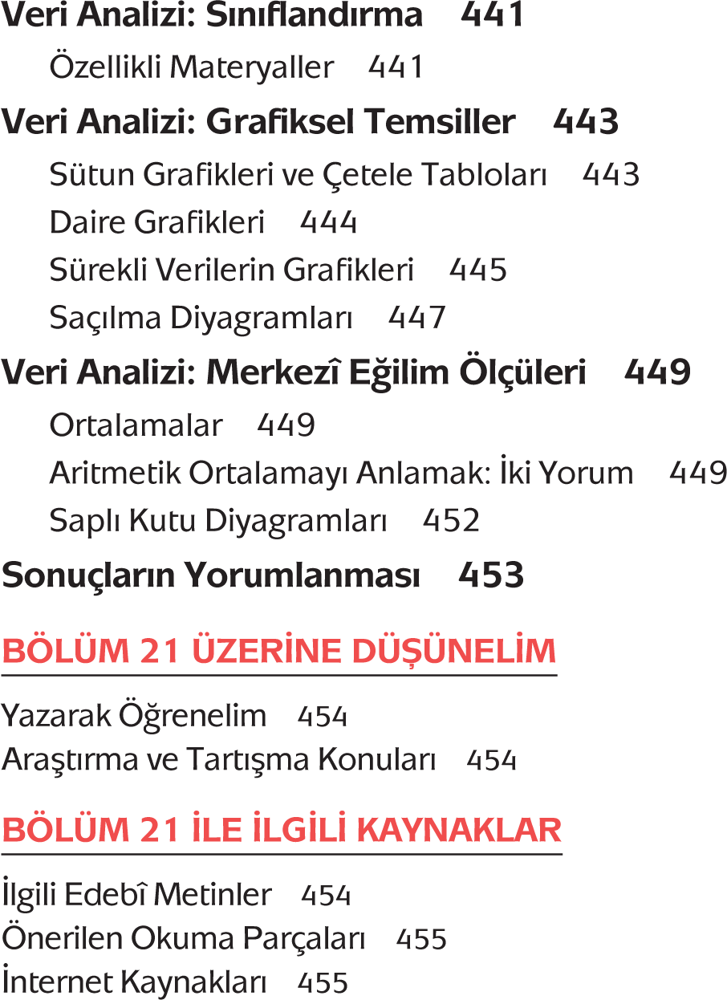 Veri Analizi: Sınıflandırma 441
Özellikli Materyaller 441
Veri Analizi: Grafiksel Temsiller 443
Sütun Grafikleri ve Çetele Tabloları 443
Daire Grafikleri 444
Sürekli Verilerin Grafikleri 445
Saçılma Diyagramları 447
Veri Analizi: Merkezî Eğilim Ölçüleri 449
Ortalamalar 449
Aritmetik Ortalamayı Anlamak: İki Yorum 449
Saplı Kutu Diyagramları 452
Sonuçların Yorumlanması 453
BÖLÜM 21 ÜZERİNE DÜŞÜNELİM
Yazarak Öğrenelim 454
Araştırma ve Tartışma Konuları 454
BÖLÜM 21 İLE İLGİLİ KAYNAKLAR
İlgili Edebî Metinler 454
Önerilen Okuma Parçaları 455
İnternet Kaynakları 455